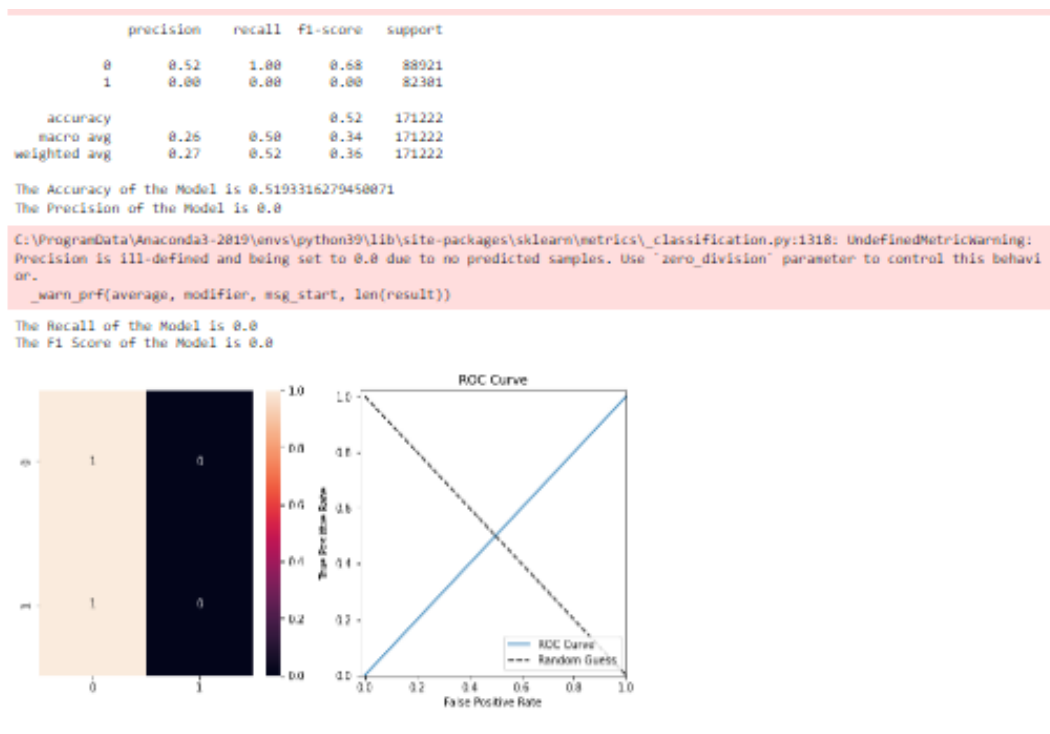 precision recall f1-score support
0 0.52 1.00 0.68 88921
1 0.00 0.00 0.00 82301
accuracy 0.52 171222
macro avg 0.26 0.50 0.34 171222
weighted avg 0.27 0.52 0.36 171222
The Accuracy of the Model is 0.5193316279450071
The Precision of the Model is 0.0
C:\ProgramData\Anaconda3-2019\envs\python39\lib\site-packages\sklearn\metrics\_classification.py:1318: UndefinedMetricWarning:
Precision is ill-defined and being set to 0.0 due to no predicted samples. Use `zero_division` parameter to control this behavi
or.
_warn_prf(average, modifier, msg_start, len(result))
The Recall of the Model is 0.0
The F1 Score of the Model is 0.0
0 1 0
1 1 0
0 1
1.0
0.8
0.6
0.4
0.2
0.0
ROC Curve
True Positive Rate
1.0
0.8
0.6
0.4
0.2
0.0
ROC Curve
Random Guess
0.0 0.2 0.4 0.6 0.8 1.0
False Positive Rate